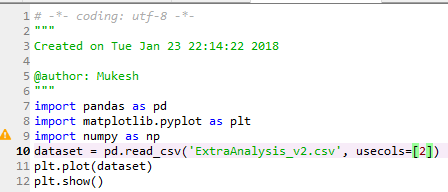 1 # -*- coding: utf-8 -*-
2 """
3 Created on Tue Jan 23 22:14:22 2018
4
5 @author: Mukesh
6 """
7 import pandas as pd
8 import matplotlib.pyplot as plt
9 import numpy as np
10 dataset = pd.read_csv('ExtraAnalysis_v2.csv', usecols=[2])
11 plt.plot(dataset)
12 plt.show()